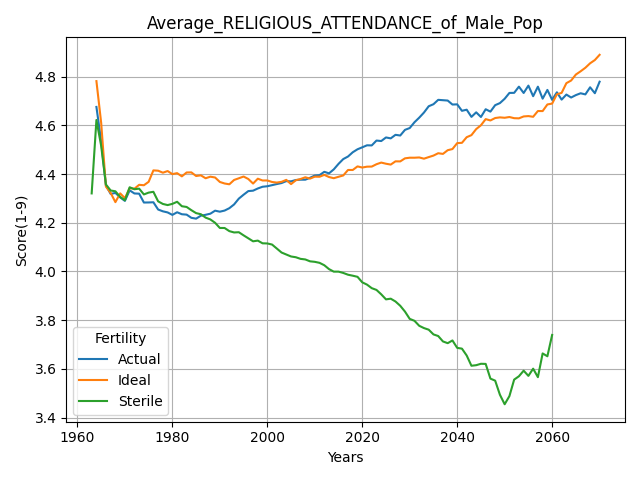 Average_RELIGIOUS_ATTENDANCE_of_Male_Pop
Score(1-9)
4.8
4.6
4.4
4.2
4.0
3.8
3.6
3.4
Fertility
Actual
Ideal
Sterile
1960 1980 2000 2020 2040 2060
Years